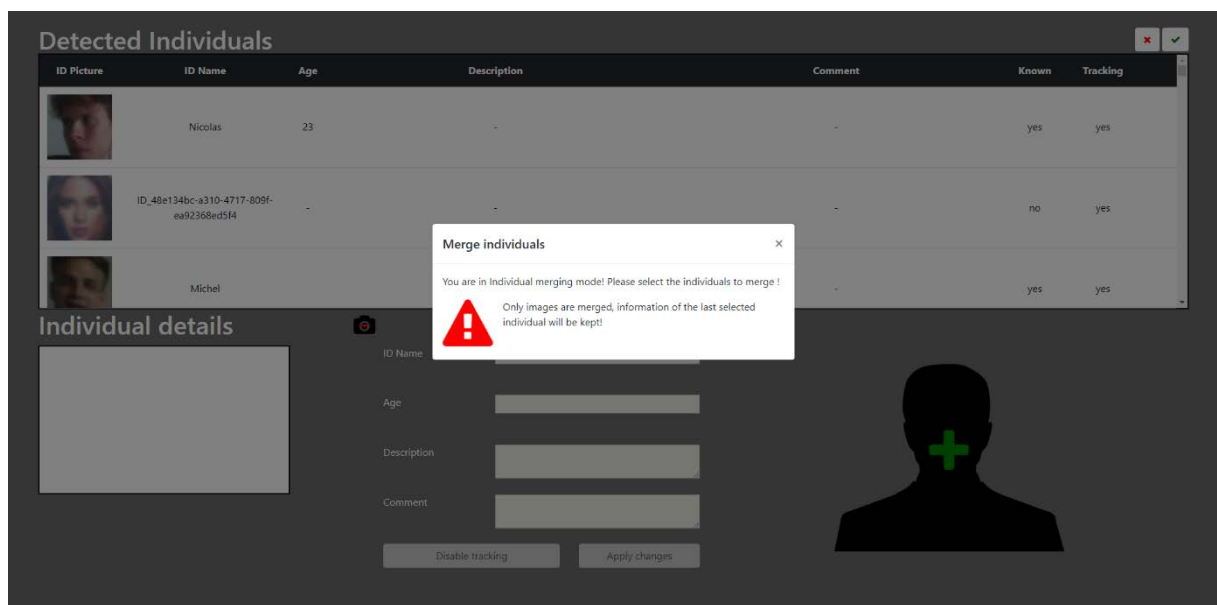 Detected Individuals
ID Picture ID Name Age Description Comment Known Tracking
Nicolas 23 - - yes yes
ID_48e134bc-a310-4717-809f-
ea92368ed5f4 - - - no yes
Michel - yes yes
Merge individuals ×
You are in Individual merging mode! Please select the individuals to merge !
Only images are merged, information of the last selected
individual will be kept!
Individual details
ID Name
Age
Description
Comment
Disable tracking Apply changes